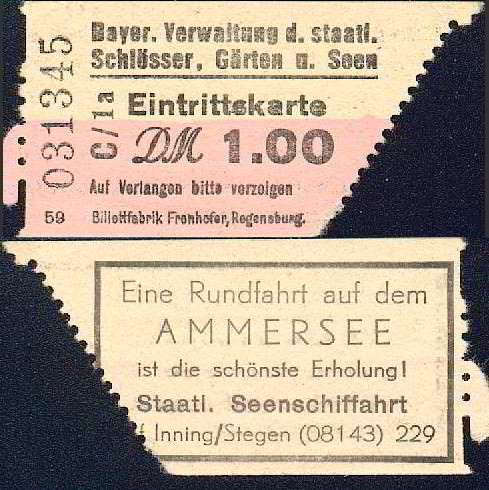 Bayer. Verwaltung d. staatl.
Schlösser, Gärten u. Seen
031345
C/1a
Eintrittskarte
DM 1.00
Auf Verlangen bitte vorzeigen
59 Billettfabrik Fronhofer, Regensburg.
Eine Rundfahrt auf dem
AMMERSEE
ist die schönste Erholung!
Staatl. Seenschiffahrt
Inning/Stegen (08143) 229